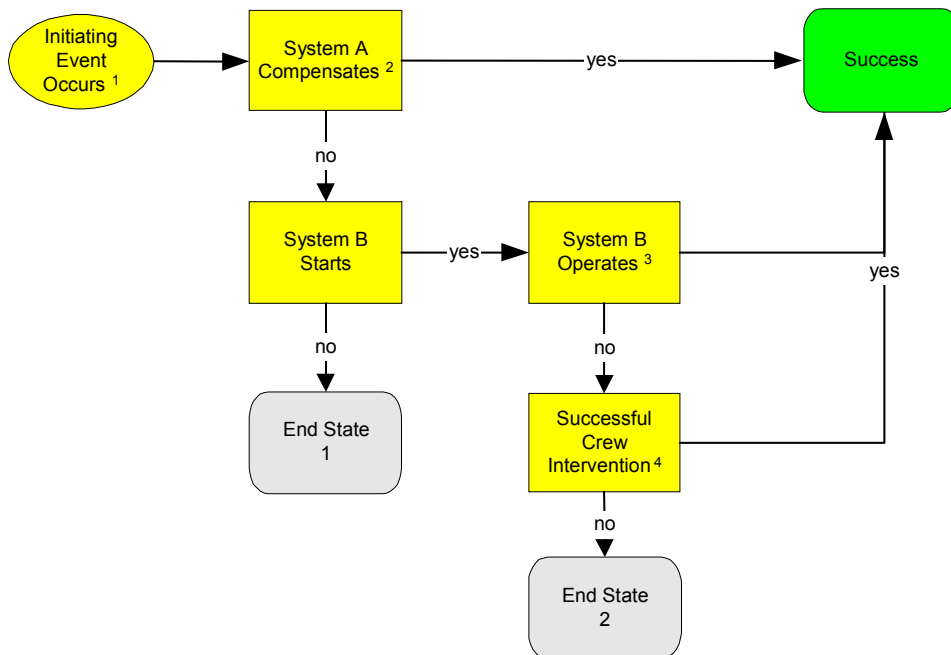 Initiating
Event
Occurs 1
System A
Compensates 2
yes
Success
no
System B
Starts
yes
System B
Operates 3
yes
no
no
End State
1
Successful
Crew
Intervention 4
no
End State
2